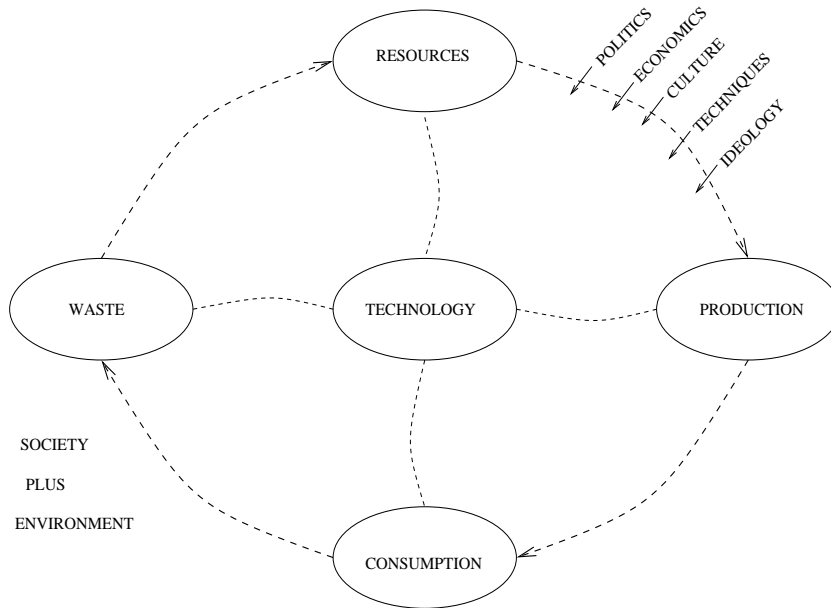 RESOURCES
POLITICS
ECONOMICS
CULTURE
TECHNIQUES
IDEOLOGY
WASTE
TECHNOLOGY
PRODUCTION
SOCIETY
PLUS
ENVIRONMENT
CONSUMPTION